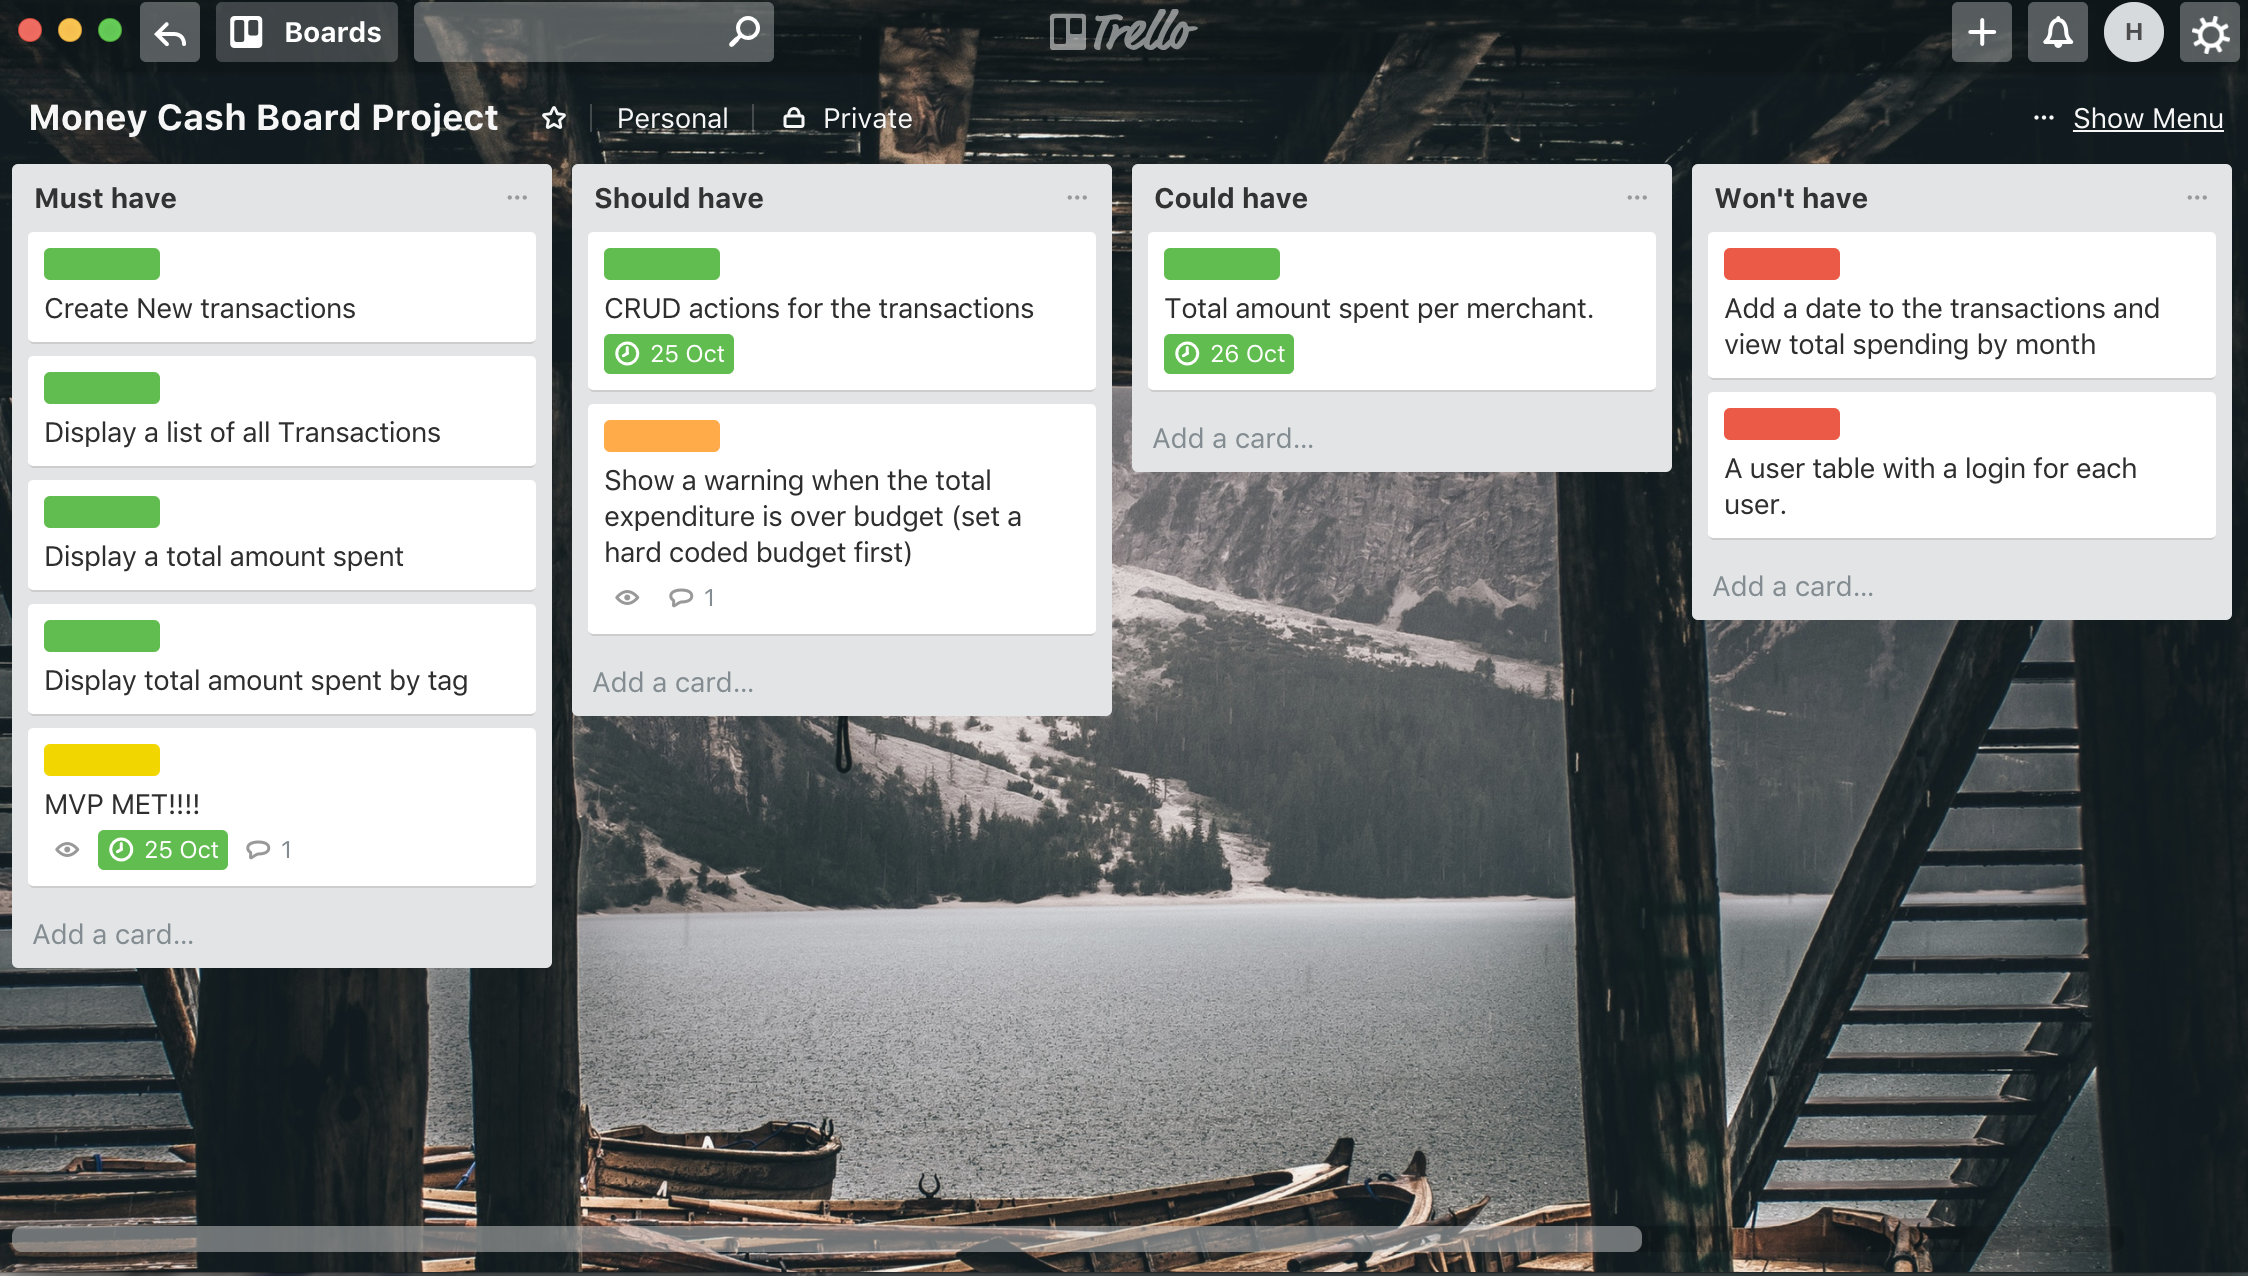 Boards
Trello
H
Money Cash Board Project
Personal
Private
... Show Menu
Must have
Create New transactions
Display a list of all Transactions
Display a total amount spent
Display total amount spent by tag
MVP MET!!!!
25 Oct
1
Add a card...
Should have
CRUD actions for the transactions
25 Oct
Show a warning when the total
expenditure is over budget (set a
hard coded budget first)
1
Add a card...
Could have
Total amount spent per merchant.
26 Oct
Add a card...
Won't have
Add a date to the transactions and
view total spending by month
A user table with a login for each
user.
Add a card...